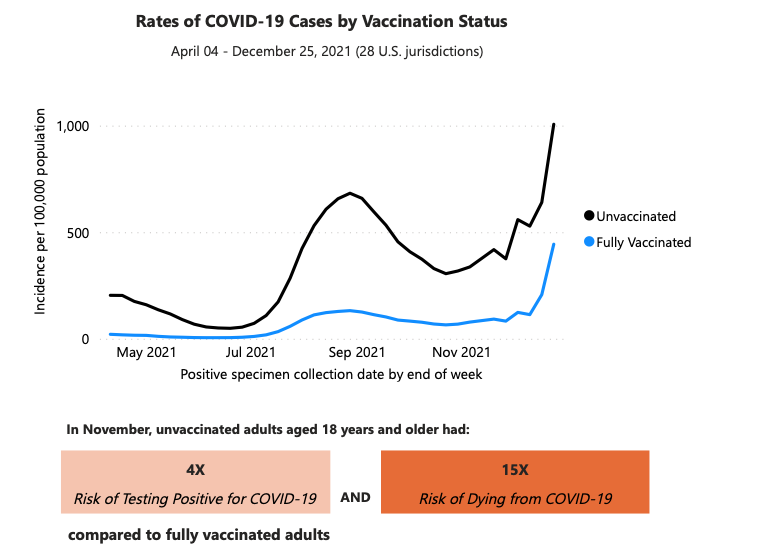 Rates of COVID-19 Cases by Vaccination Status
April 04 - December 25, 2021 (28 U.S. jurisdictions)
Incidence per 100,000 population
1,000
500
0
May 2021
Jul 2021
Sep 2021
Nov 2021
Positive specimen collection date by end of week
Unvaccinated
Fully Vaccinated
In November, unvaccinated adults aged 18 years and older had:
4X
Risk of Testing Positive for COVID-19
AND
15X
Risk of Dying from COVID-19
compared to fully vaccinated adults